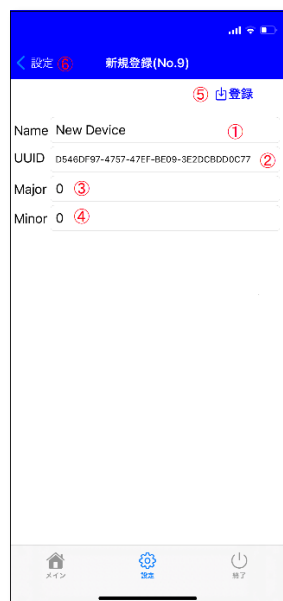 設定 ⑥ 新規登録(No.9)
⑤ 登録
Name New Device ①
UUID D546DF97-4757-47EF-BE09-3E2DCBDD0C77 ②
Major 0 ③
Minor 0 ④
メイン 設定 終了